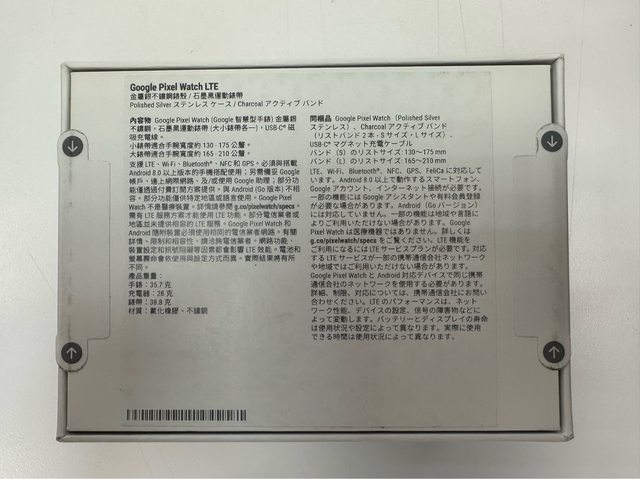 Google Pixel Watch LTE
金屬銀不鏽鋼錶殼 / 石墨黑運動錶帶
Polished Silver ステンレス ケース / Charcoal アクティブ バンド
內容物 Google Pixel Watch (Google 智慧型手錶) 金屬銀
不鏽鋼，石墨黑運動錶帶 (大小錶帶各一)，USB-C® 磁
吸充電線。
小錶帶適合手腕寬度約 130 - 175 公釐。
大錶帶適合手腕寬度約 165 - 210 公釐。
支援 LTE、Wi-Fi、Bluetooth®、NFC 和 GPS。必須與搭載
Android 8.0 以上版本的手機搭配使用；另需備妥 Google
帳戶、連上網際網路，及/或使用 Google 助理；部分功
能僅透過付費訂閱方案提供，與 Android (Go 版本) 不相
容。部分功能僅供特定地區或語言使用。Google Pixel
Watch 不是醫療裝置。詳情請參閱 g.co/pixelwatch/specs。
需有 LTE 服務方案才能使用 LTE 功能。部分電信業者或
地區並未提供相容的 LTE 服務。Google Pixel Watch 和
Android 隨附裝置必須使用相同的電信業者網路。有關
詳情、限制和相容性，請洽詢電信業者。網路功能、
裝置設定和訊號阻礙等因素都會影響 LTE 效能。電池和
螢幕壽命會依使用與設定方式而異。實際結果將有所
不同。
產品重量:
手錶 : 35.7 克
充電器 : 28 克
錶帶 : 38.8 克
材質 : 氟化橡膠、不鏽鋼
同梱品 Google Pixel Watch（Polished Silver
ステンレス）、Charcoal アクティブ バンド
（リストバンド 2 本 - S サイズ・L サイズ）、
USB-C® マグネット充電ケーブル
バンド（S）のリストサイズ: 130～175 mm
バンド（L）のリストサイズ: 165～210 mm
LTE、Wi-Fi、Bluetooth®、NFC、GPS、FeliCa に対応して
います。Android 8.0 以上で動作するスマートフォン、
Google アカウント、インターネット接続が必要です。
一部の機能には Google アシスタントや有料会員登録
が必要な場合があります。Android（Go バージョン）
には対応していません。一部の機能は地域や言語に
よりご利用いただけない場合があります。Google
Pixel Watch は医療機器ではありません。詳しくは
g.co/pixelwatch/specs をご覧ください。LTE 機能を
ご利用になるには LTE サービスプランが必要です。対応
する LTE サービスが一部の携帯通信会社のネットワーク
や地域ではご利用いただけない場合があります。
Google Pixel Watch と Android 対応デバイスで同じ携帯
通信会社のネットワークを使用する必要があります。
詳細、制限、対応については、携帯通信会社にお問い
合わせください。LTE のパフォーマンスは、ネット
ワーク性能、デバイスの設定、信号の障害物などに
よって変動します。バッテリーとディスプレイの寿命
は使用状況や設定によって異なります。実際に使用
できる時間は使用状況によって異なります。